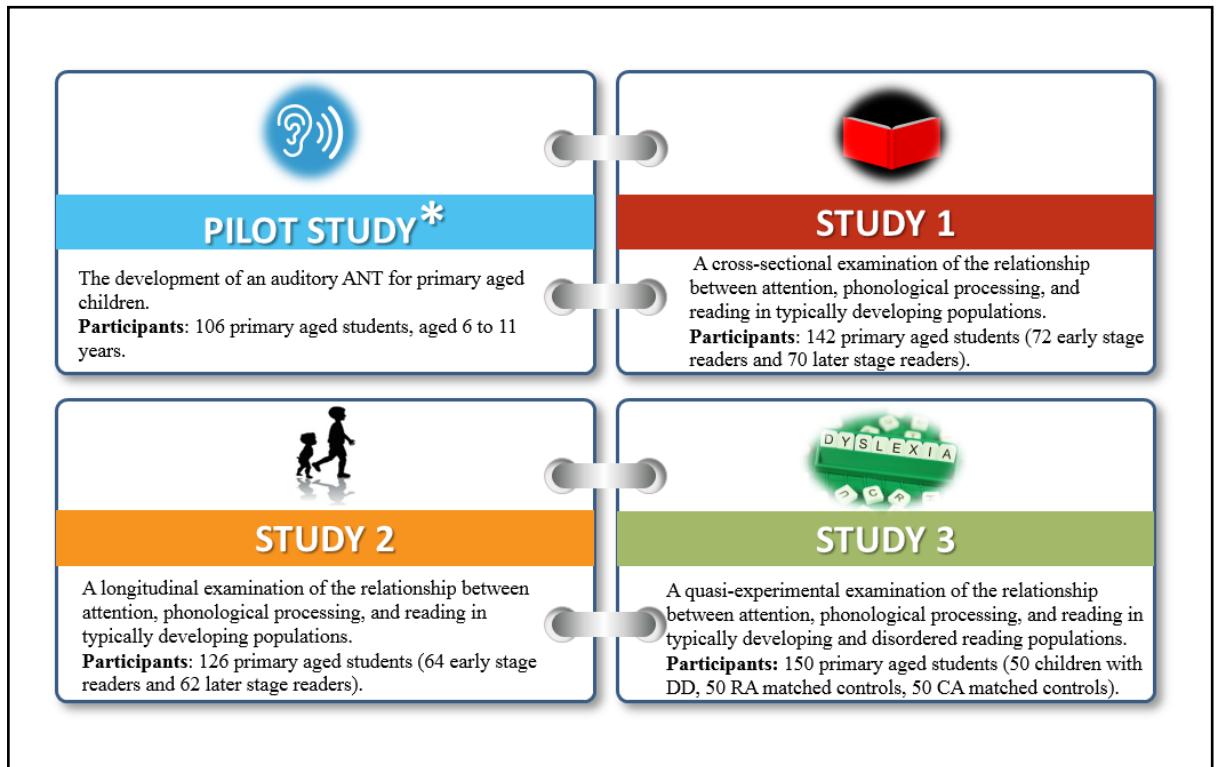 PILOT STUDY*
The development of an auditory ANT for primary aged
children.
Participants: 106 primary aged students, aged 6 to 11
years.
STUDY 1
A cross-sectional examination of the relationship
between attention, phonological processing, and
reading in typically developing populations.
Participants: 142 primary aged students (72 early stage
readers and 70 later stage readers).
STUDY 2
A longitudinal examination of the relationship between
attention, phonological processing, and reading in
typically developing populations.
Participants: 126 primary aged students (64 early stage
readers and 62 later stage readers).
DYSLEXIA
STUDY 3
A quasi-experimental examination of the relationship
between attention, phonological processing, and reading in
typically developing and disordered reading populations.
Participants: 150 primary aged students (50 children with
DD, 50 RA matched controls, 50 CA matched controls).